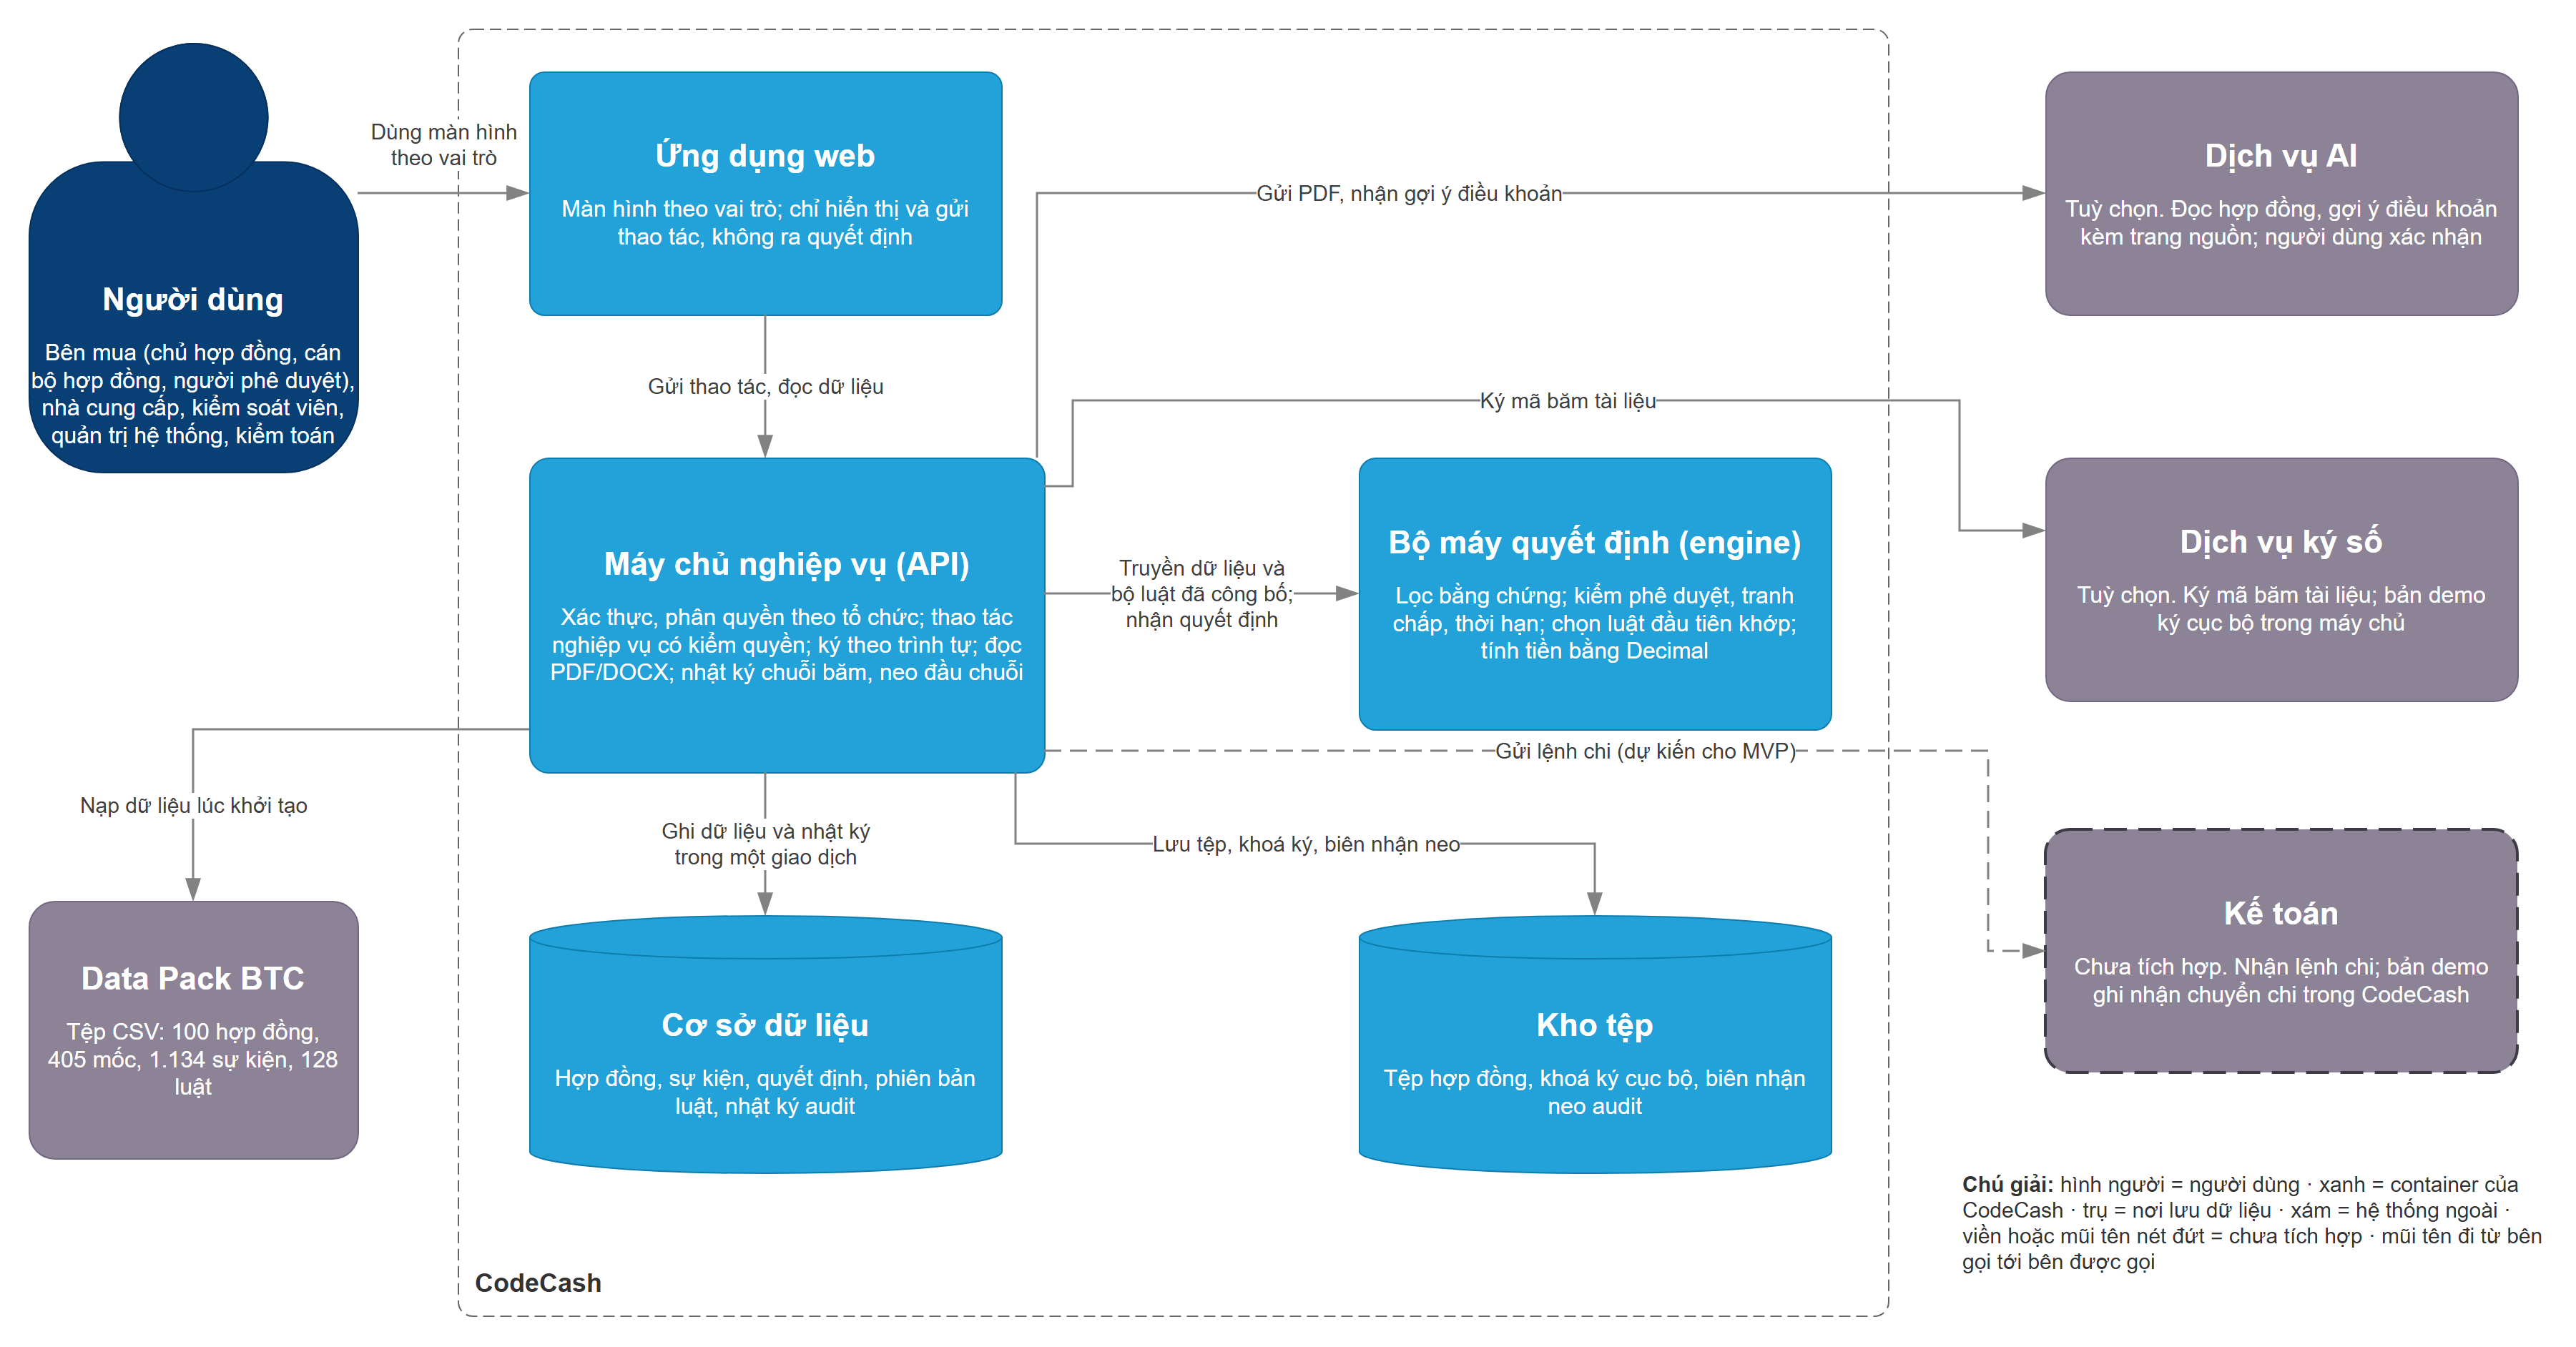 Người dùng
Bên mua (chủ hợp đồng, cán
bộ hợp đồng, người phê duyệt),
nhà cung cấp, kiểm soát viên,
quản trị hệ thống, kiểm toán
Dùng màn hình
theo vai trò
Ứng dụng web
Màn hình theo vai trò; chỉ hiển thị và gửi
thao tác, không ra quyết định
Gửi PDF, nhận gợi ý điều khoản
Dịch vụ AI
Tuỳ chọn. Đọc hợp đồng, gợi ý điều khoản
kèm trang nguồn; người dùng xác nhận
Gửi thao tác, đọc dữ liệu
Ký mã băm tài liệu
Máy chủ nghiệp vụ (API)
Xác thực, phân quyền theo tổ chức; thao tác
nghiệp vụ có kiểm quyền; ký theo trình tự; đọc
PDF/DOCX; nhật ký chuỗi băm, neo đầu chuỗi
Truyền dữ liệu và
bộ luật đã công bố;
nhận quyết định
Bộ máy quyết định (engine)
Lọc bằng chứng; kiểm phê duyệt, tranh
chấp, thời hạn; chọn luật đầu tiên khớp;
tính tiền bằng Decimal
Dịch vụ ký số
Tuỳ chọn. Ký mã băm tài liệu; bản demo
ký cục bộ trong máy chủ
Gửi lệnh chi (dự kiến cho MVP)
Nạp dữ liệu lúc khởi tạo
Ghi dữ liệu và nhật ký
trong một giao dịch
Lưu tệp, khoá ký, biên nhận neo
Data Pack BTC
Tệp CSV: 100 hợp đồng,
405 mốc, 1.134 sự kiện, 128
luật
Cơ sở dữ liệu
Hợp đồng, sự kiện, quyết định, phiên bản
luật, nhật ký audit
Kho tệp
Tệp hợp đồng, khoá ký cục bộ, biên nhận
neo audit
Kế toán
Chưa tích hợp. Nhận lệnh chi; bản demo
ghi nhận chuyển chi trong CodeCash
Chú giải: hình người = người dùng · xanh = container của
CodeCash · trụ = nơi lưu dữ liệu · xám = hệ thống ngoài ·
viền hoặc mũi tên nét đứt = chưa tích hợp · mũi tên đi từ bên
gọi tới bên được gọi
CodeCash